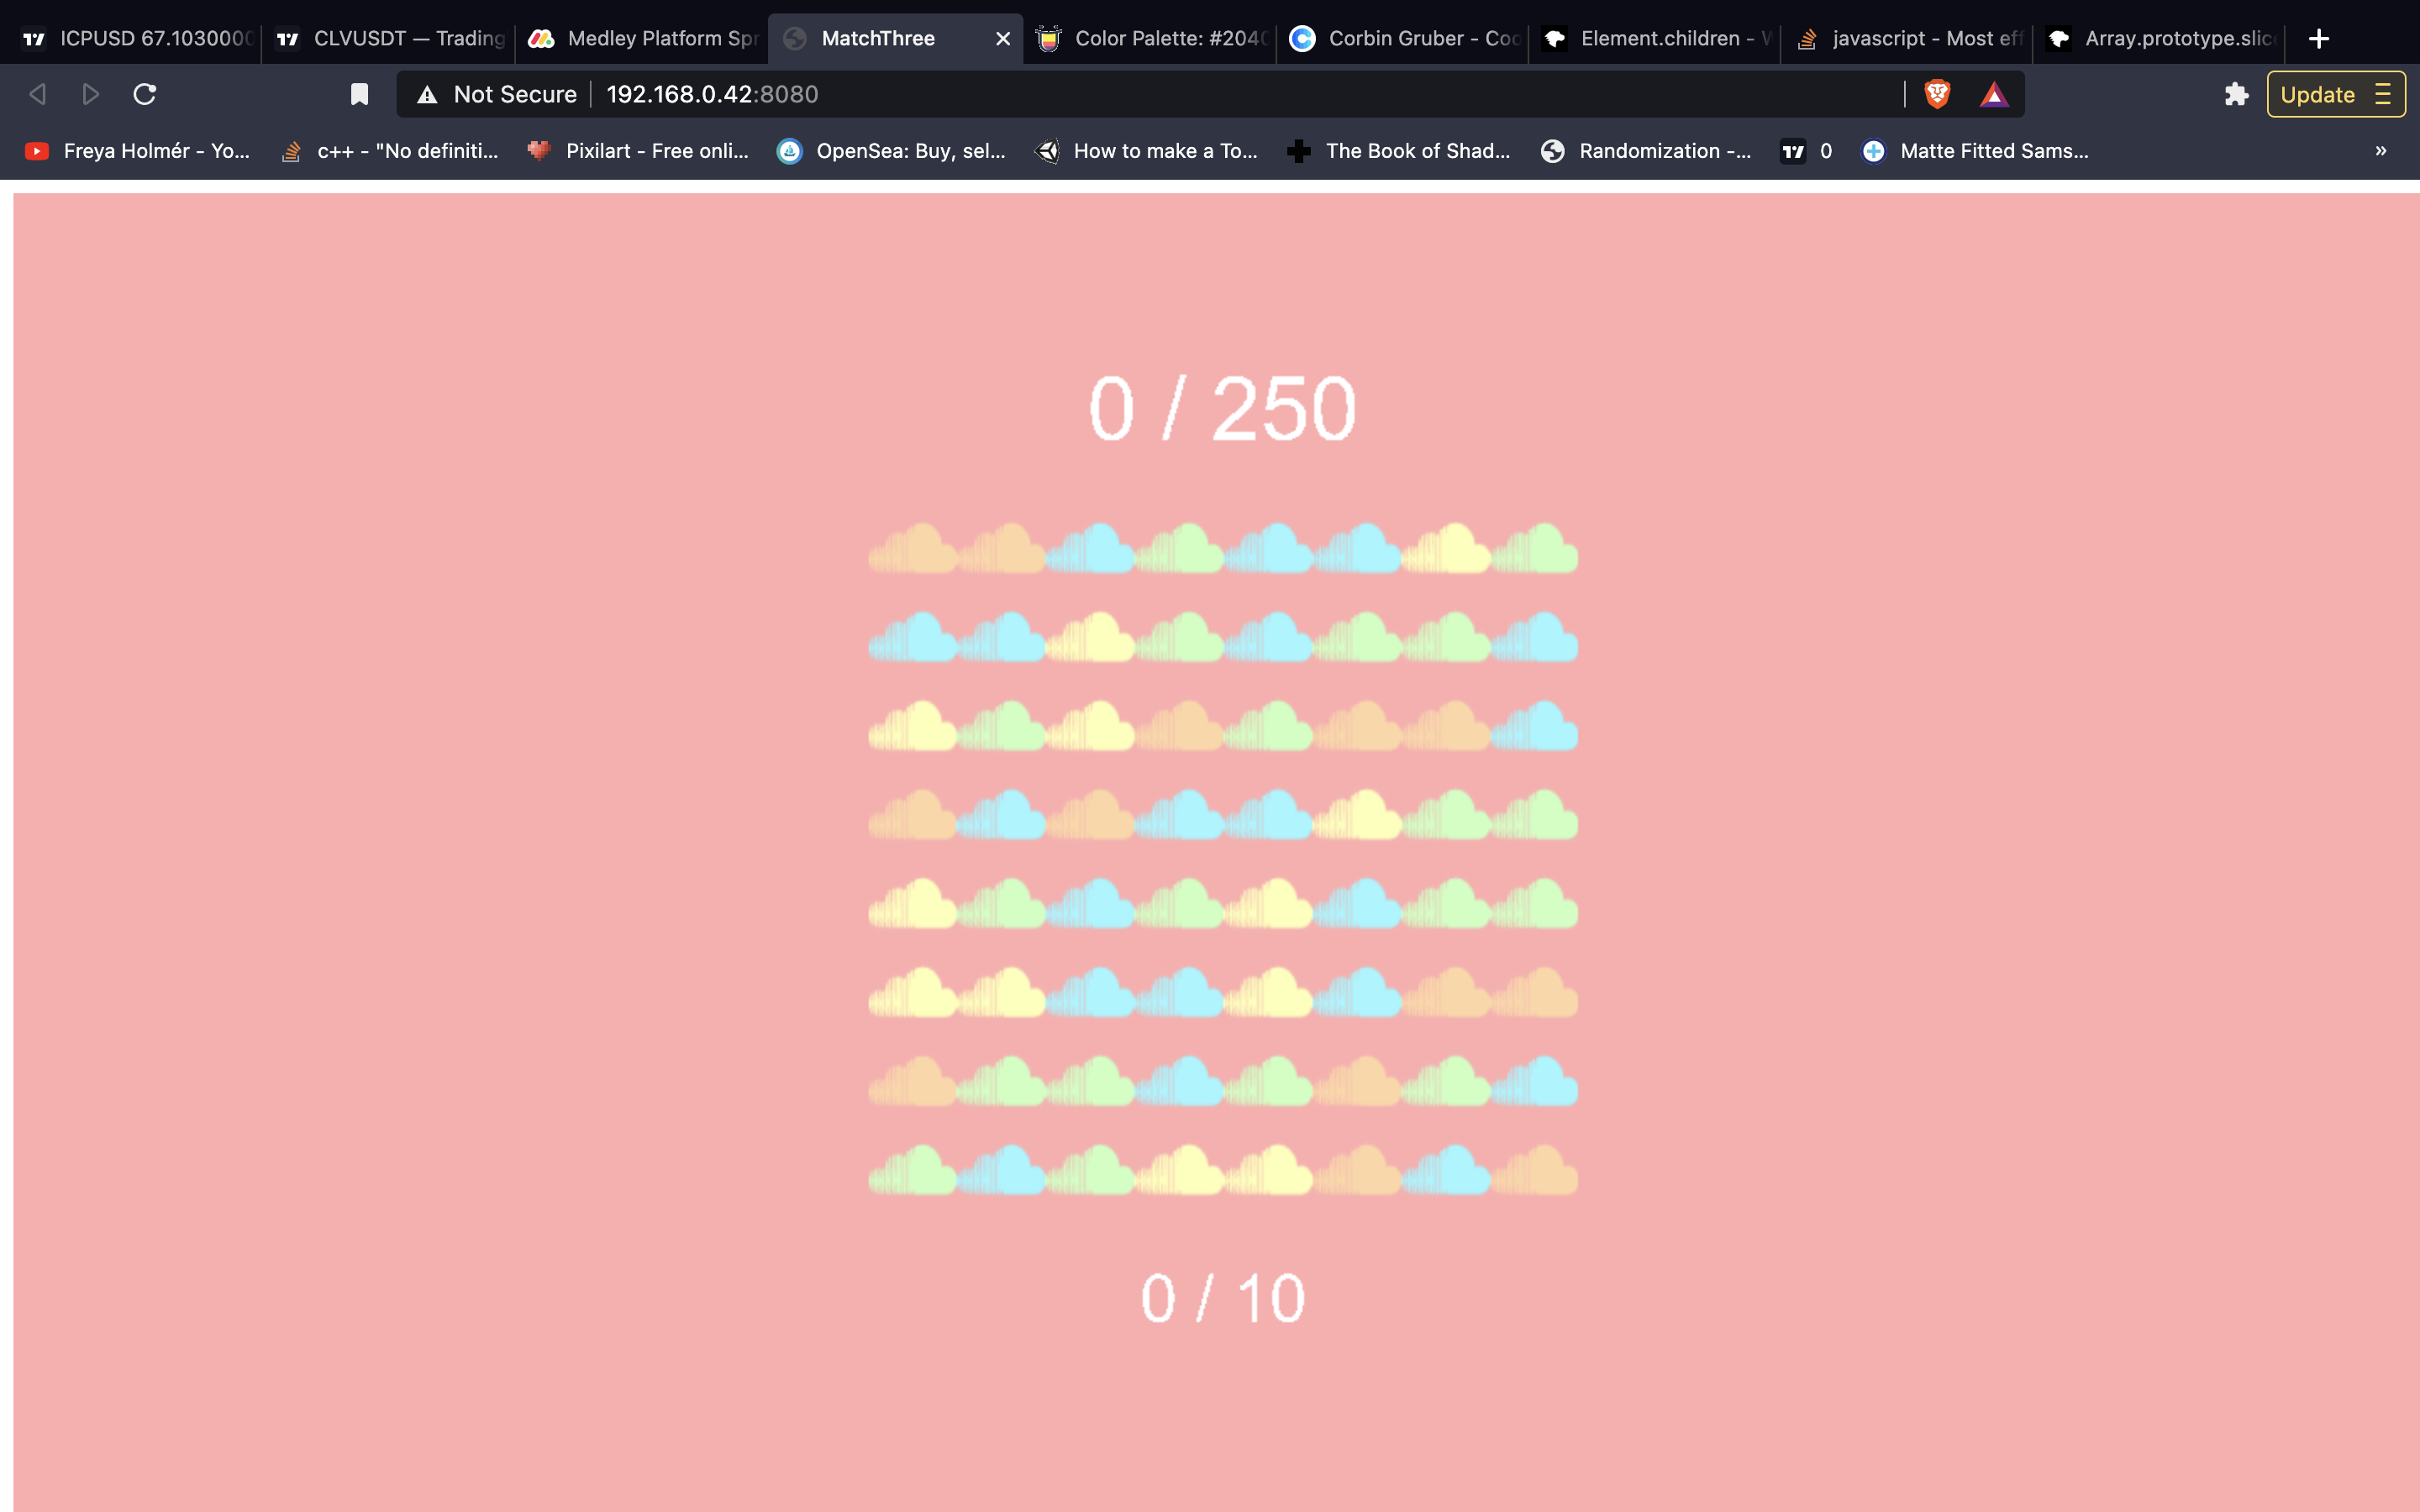 ICPUSD 67.103000 CLVUSDT — Trading Medley Platform Spr MatchThree Color Palette: #204 Corbin Gruber - Coo Element.children - javascript - Most eff Array.prototype.slic
Not Secure 192.168.0.42:8080 Update
Freya Holmér - Yo... c++ - "No definiti... Pixilart - Free onli... OpenSea: Buy, sel... How to make a To... The Book of Shad... Randomization -... 0 Matte Fitted Sams... »
0 / 250
0 / 10